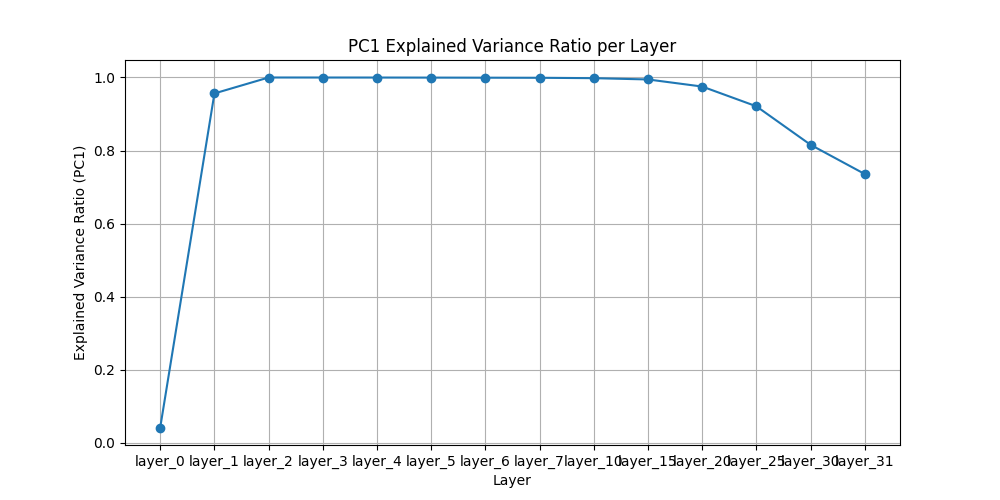 PC1 Explained Variance Ratio per Layer
Explained Variance Ratio (PC1)
1.0
0.8
0.6
0.4
0.2
0.0
layer_0 layer_1 layer_2 layer_3 layer_4 layer_5 layer_6 layer_7 layer_10 layer_15 layer_20 layer_25 layer_30 layer_31
Layer